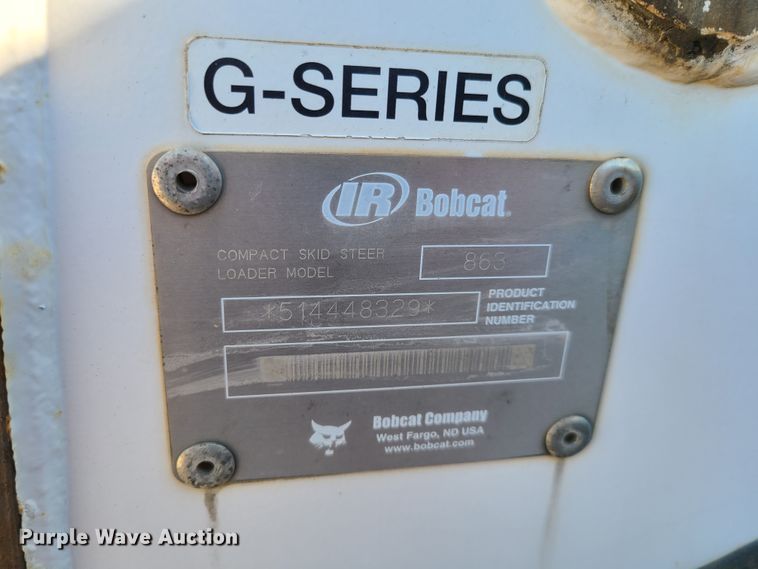 G-SERIES
IR Bobcat®
COMPACT SKID STEER
LOADER MODEL
863
*514448329*
PRODUCT
IDENTIFICATION
NUMBER
Bobcat Company
West Fargo, ND USA
www.bobcat.com
Purple Wave Auction